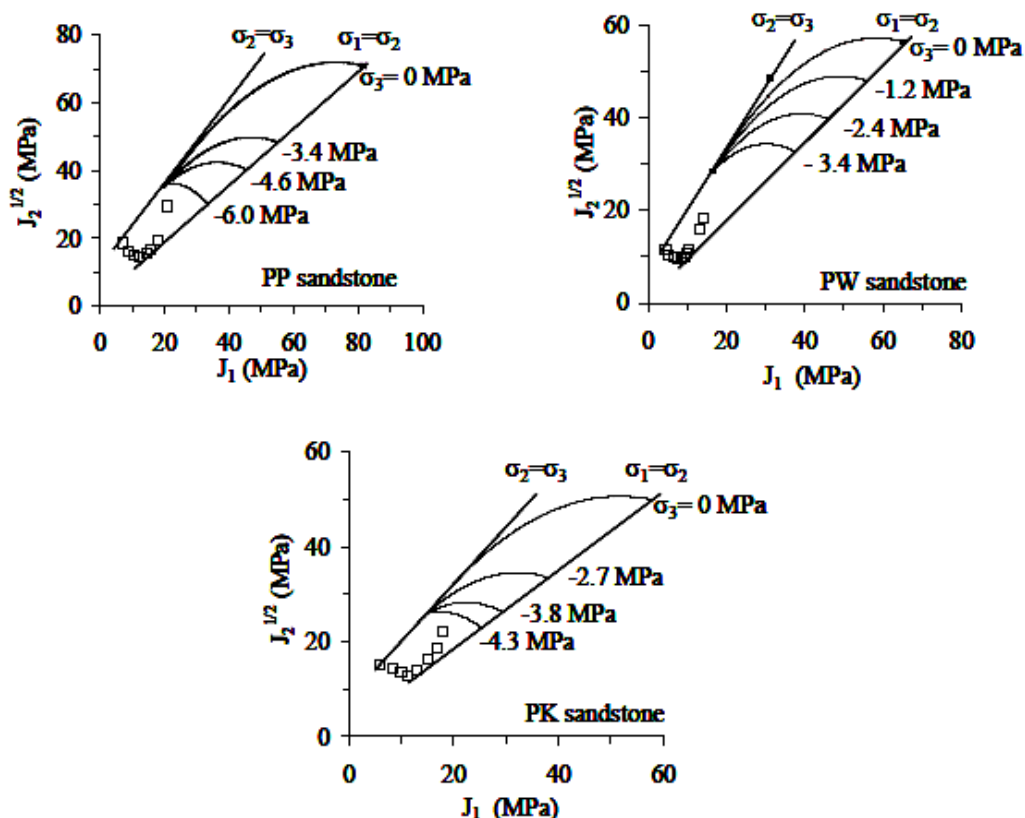 80
σ₂=σ₃ σ₁=σ₂
σ₃= 0 MPa
60
-3.4 MPa
40
-4.6 MPa
-6.0 MPa
20
PP sandstone
0
0 20 40 60 80 100
J₁ (MPa)
J₂^1/2 (MPa)
60
σ₂=σ₃ σ₁=σ₂
σ₃= 0 MPa
-1.2 MPa
40
-2.4 MPa
-3.4 MPa
20
PW sandstone
0
0 20 40 60 80
J₁ (MPa)
J₂^1/2 (MPa)
60
σ₂=σ₃ σ₁=σ₂
σ₃= 0 MPa
40
-2.7 MPa
-3.8 MPa
-4.3 MPa
20
PK sandstone
0
0 20 40 60
J₁ (MPa)
J₂^1/2 (MPa)